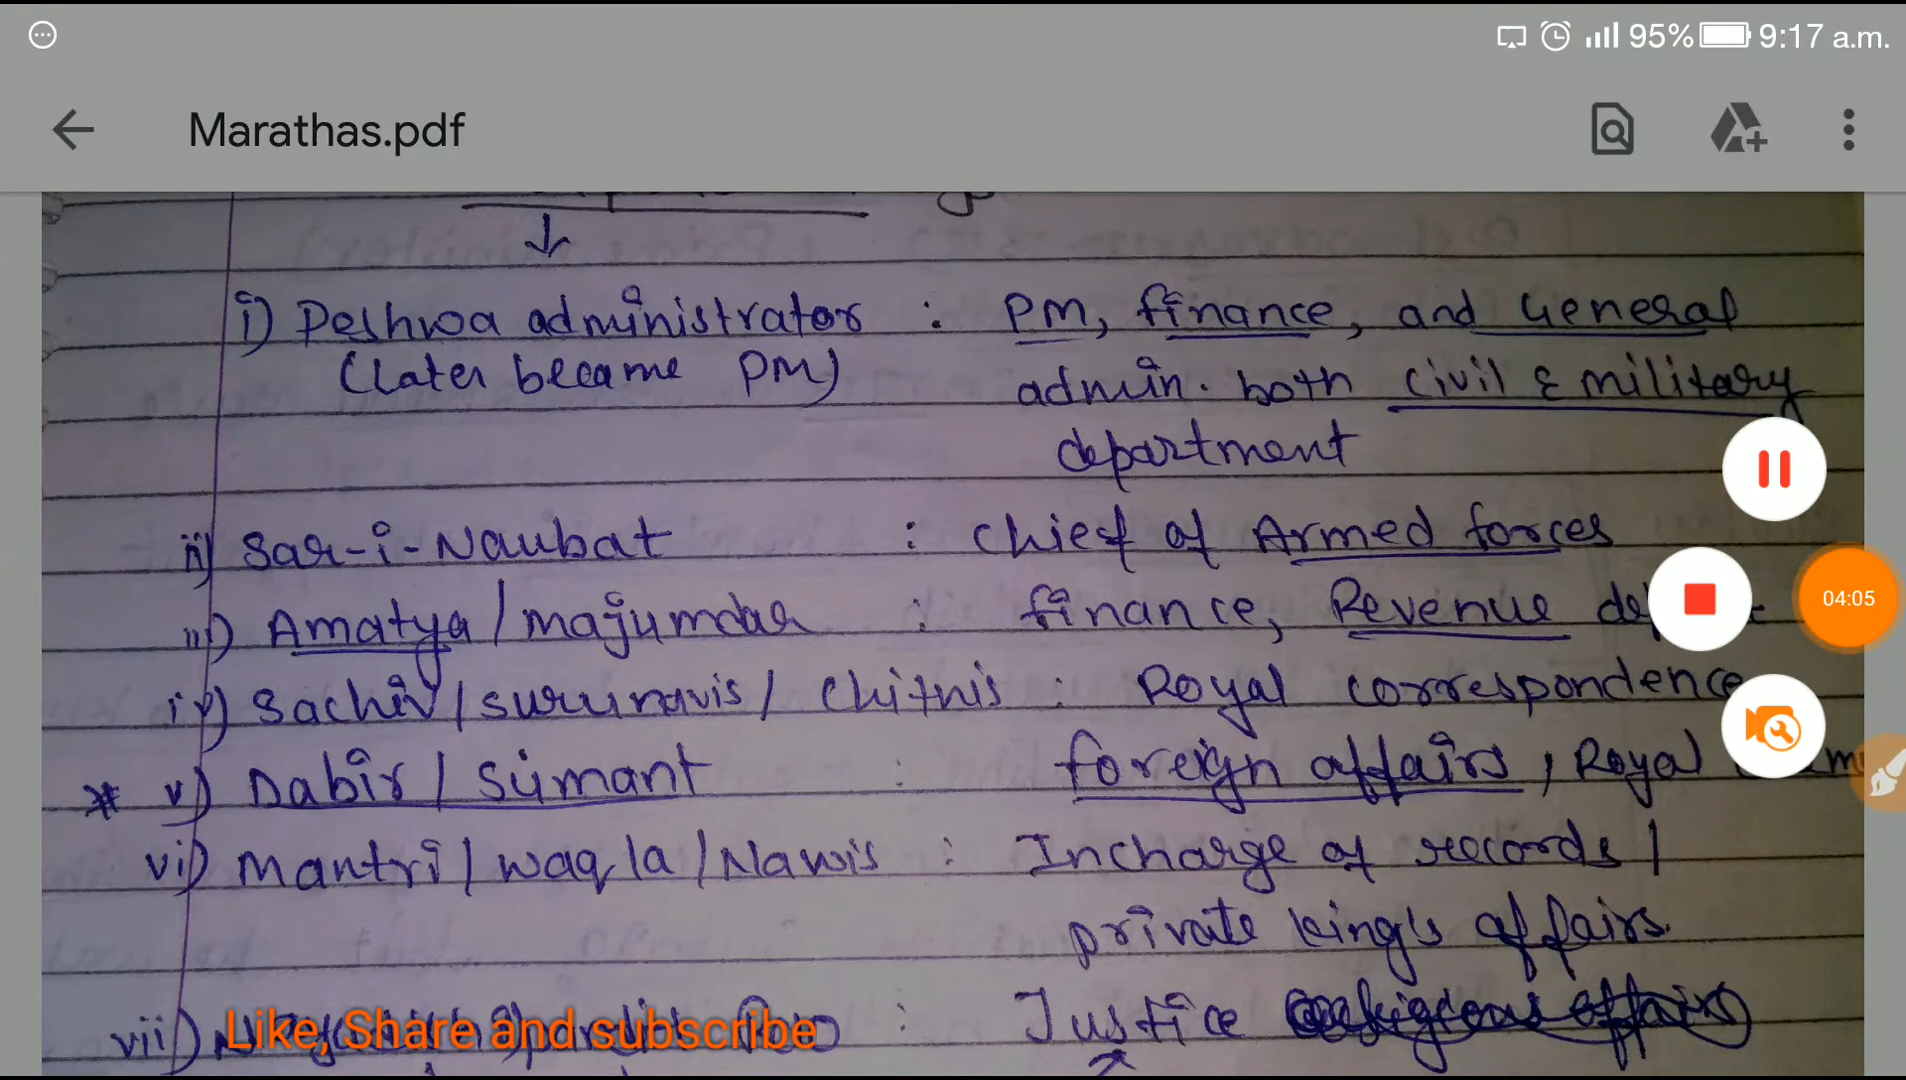 95% 9:17 a.m.
Marathas.pdf
i) Peshwa administrator : PM, finance, and General
(Later became PM) admin. both civil & military
department
ii) Sar-i-Naubat : Chief of Armed forces
iii) Amatya/majumdar : finance, Revenue
iv) Sachiv/surunavis/ Chitnis : Royal correspondence
* v) Dabir / Sumant : foreign affairs, Royal
vi) Mantri/waqla/Nawis : Incharge of records /
private king's affairs.
vii) : Justice
Like, Share and subscribe
04:05